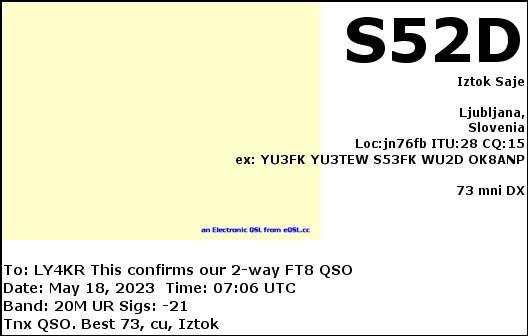 S52D
Iztok Saje
Ljubljana,
Slovenia
Loc:jn76fb ITU:28 CQ:15
ex: YU3FK YU3TEW S53FK WU2D OK8ANP
73 mni DX
an Electronic QSL from eQSL.cc
To: LY4KR This confirms our 2-way FT8 QSO
Date: May 18, 2023 Time: 07:06 UTC
Band: 20M UR Sigs: -21
Tnx QSO. Best 73, cu, Iztok